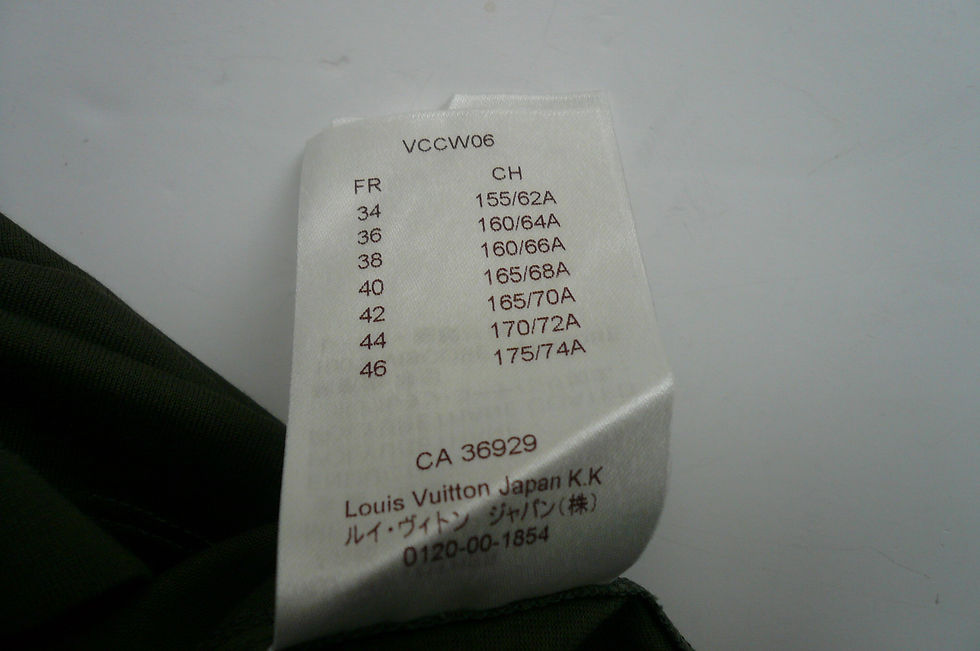 VCCW06
FR CH
34 155/62A
36 160/64A
38 160/66A
40 165/68A
42 165/70A
44 170/72A
46 175/74A
CA 36929
Louis Vuitton Japan K.K
ルイ・ヴィトン ジャパン(株)
0120-00-1854